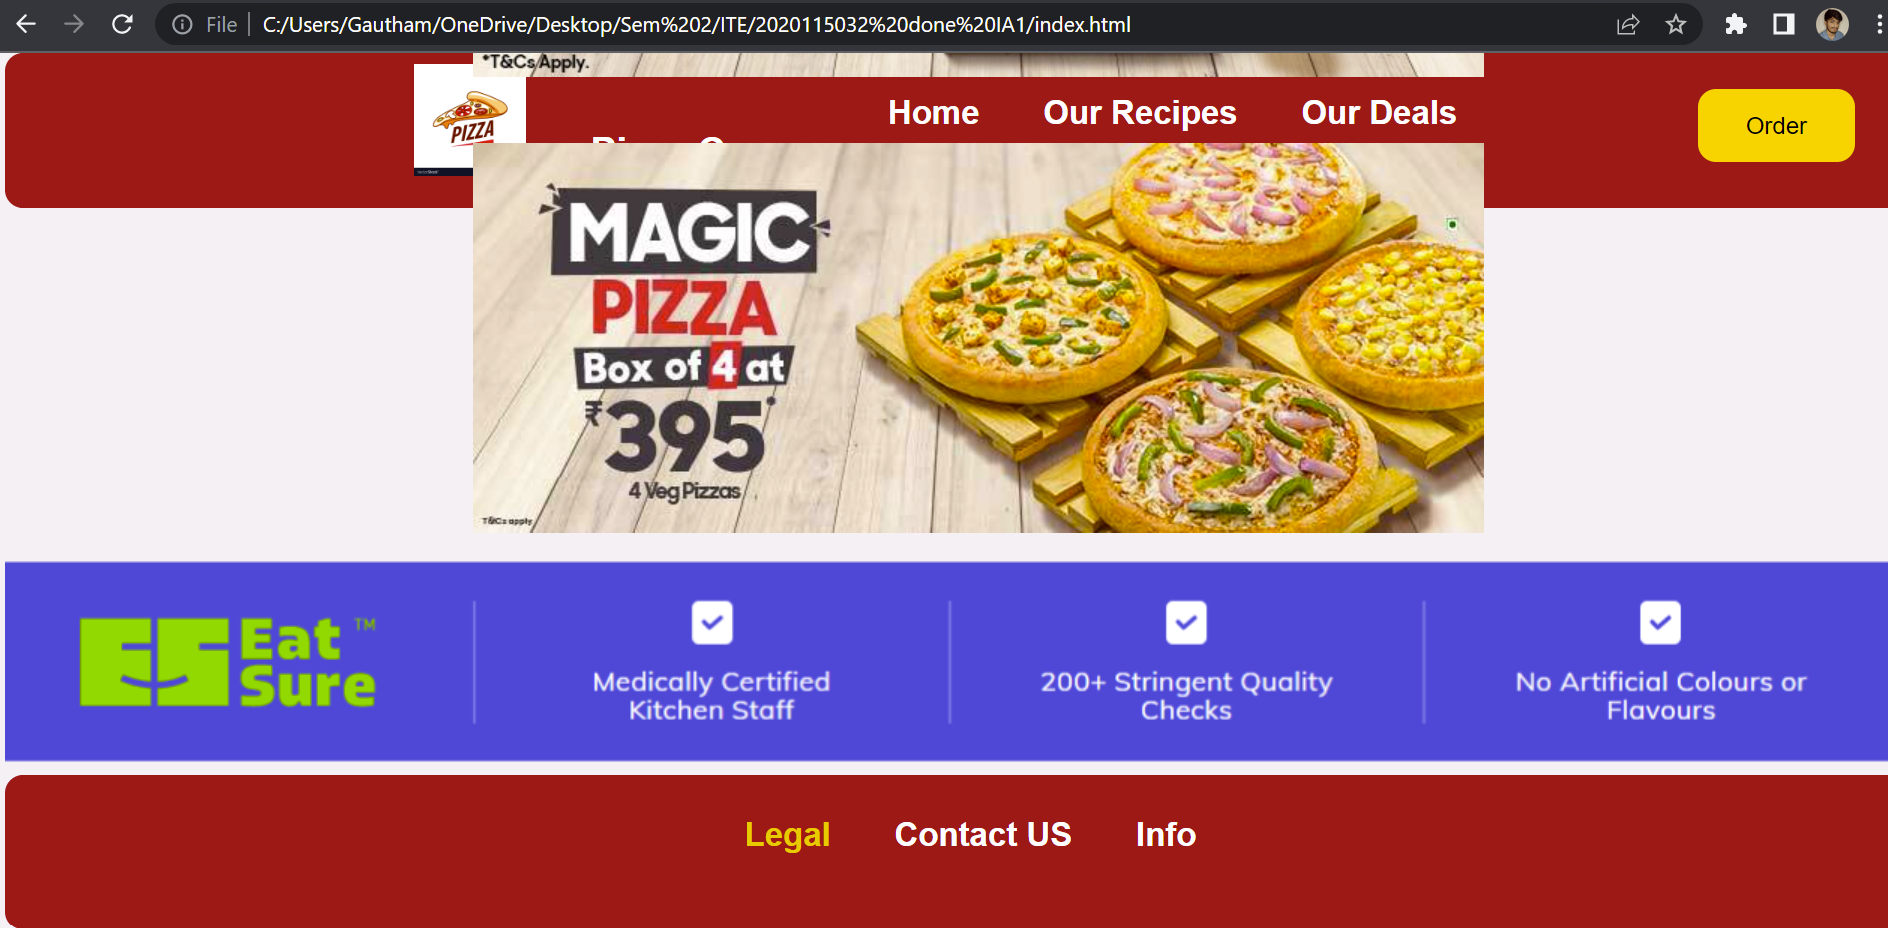 File
C:/Users/Gautham/OneDrive/Desktop/Sem%202/ITE/2020115032%20done%20IA1/index.html
*T&Cs Apply.
PIZZA
Home
Our Recipes
Our Deals
Order
MAGIC
PIZZA
Box of 4 at
₹395*
4 Veg Pizzas
T&Cs apply
Eat Sure ™
Medically Certified
Kitchen Staff
200+ Stringent Quality
Checks
No Artificial Colours or
Flavours
Legal
Contact US
Info